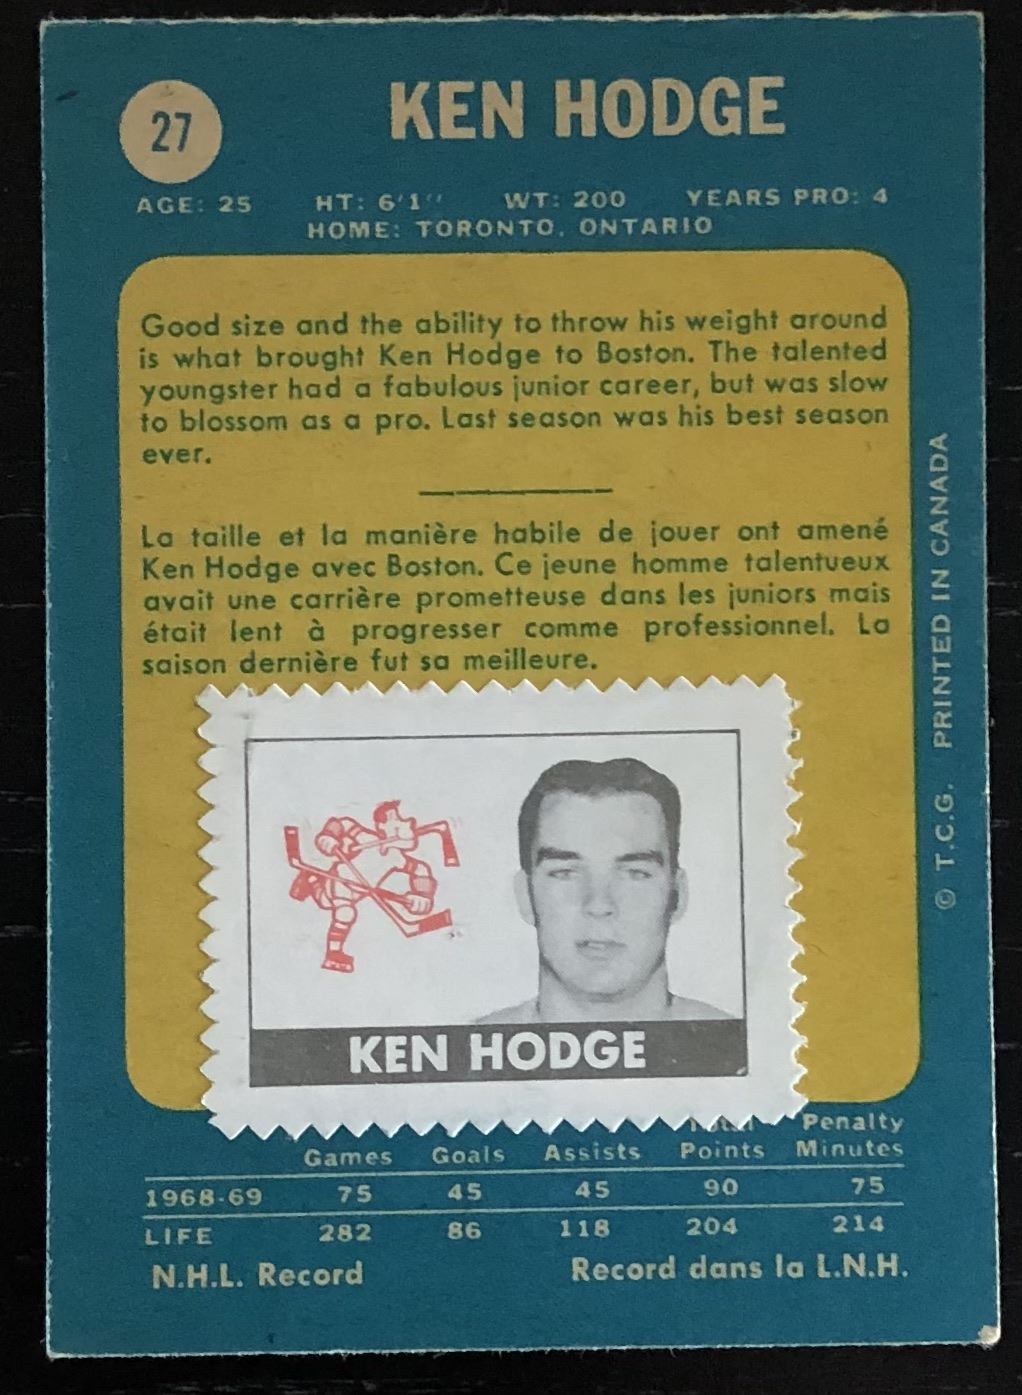 27
KEN HODGE
AGE: 25 HT: 6'1" WT: 200 YEARS PRO: 4
HOME: TORONTO, ONTARIO
Good size and the ability to throw his weight around
is what brought Ken Hodge to Boston. The talented
youngster had a fabulous junior career, but was slow
to blossom as a pro. Last season was his best season
ever.
La taille et la manière habile de jouer ont amené
Ken Hodge avec Boston. Ce jeune homme talentueux
avait une carrière prometteuse dans les juniors mais
était lent à progresser comme professionnel. La
saison dernière fut sa meilleure.
© T.C.G. PRINTED IN CANADA
KEN HODGE
Total Penalty
Games Goals Assists Points Minutes
1968-69 75 45 45 90 75
LIFE 282 86 118 204 214
N.H.L. Record Record dans la L.N.H.